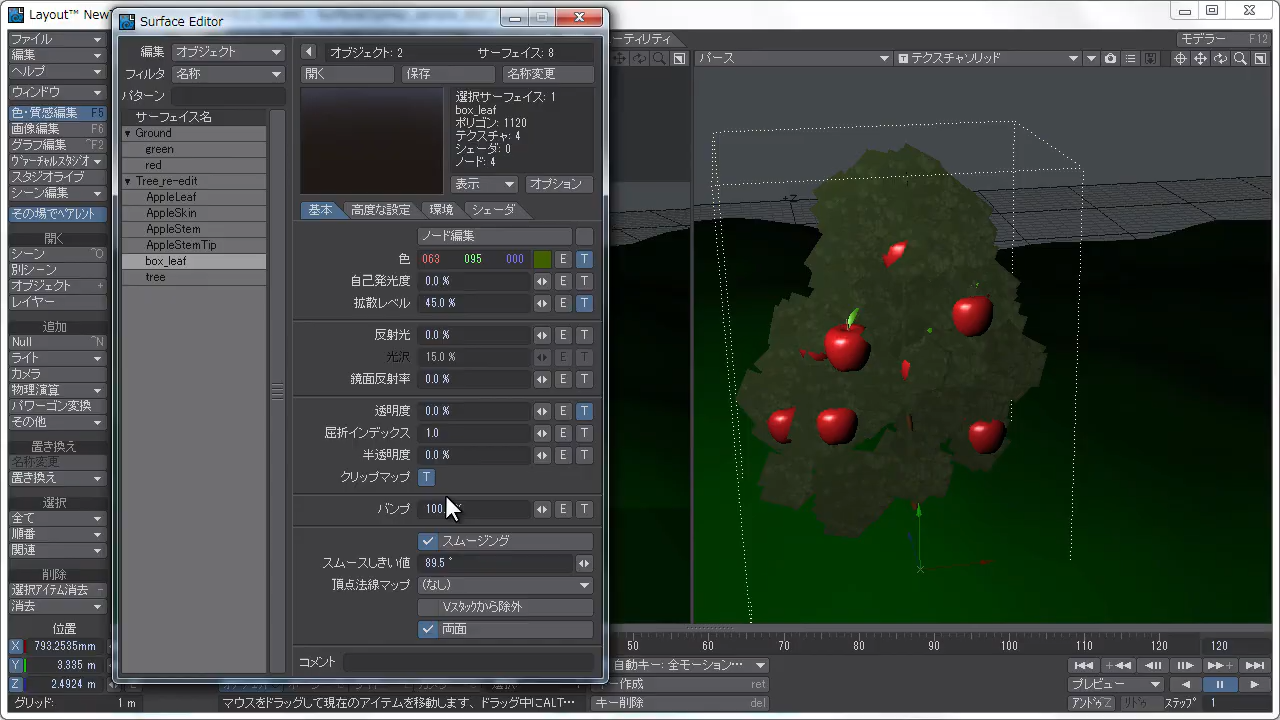 Layout™ New
ファイル
編集
ヘルプ
ウィンドウ
色・質感編集 F5
画像編集 F6
グラフ編集 ^F2
ヴァーチャルスタジオ
スタジオライブ
シーン編集
その場でペアレント
開く
シーン ^O
別シーン
オブジェクト +
レイヤー
追加
Null ^N
ライト
カメラ
物理演算
パワーゴン変換
その他
置き換え
名称変更
置き換え
選択
全て
順番
関連
削除
選択アイテム消去 -
消去
位置
X 793.2535mm
Y 3.335 m
Z 2.4924 m
グリッド: 1 m
Surface Editor
編集 オブジェクト
フィルタ 名称
パターン
サーフェイス名
Ground
green
red
Tree_re-edit
AppleLeaf
AppleSkin
AppleStem
AppleStemTip
box_leaf
tree
オブジェクト: 2 サーフェイス: 8
開く 保存 名称変更
選択サーフェイス: 1
box_leaf
ポリゴン: 1120
テクスチャ: 4
シェーダ: 0
ノード: 4
表示 オプション
基本 高度な設定 環境 シェーダ
ノード編集
色 063 095 000 E T
自己発光度 0.0 % E T
拡散レベル 45.0 % E T
反射光 0.0 % E T
光沢 15.0 % E T
鏡面反射率 0.0 % E T
透明度 0.0 % E T
屈折インデックス 1.0 E T
半透明度 0.0 % E T
クリップマップ T
バンプ 100. E T
スムージング
スムースしきい値 89.5 °
頂点法線マップ (なし)
Vスタックから除外
両面
コメント
ーティリティ
モデラー F12
パース T テクスチャソリッド
+Z
50 60 70 80 90 100 110 120 120
自動キー: 全モーション…
ー作成 ret
キー削除 del
プレビュー
アンドゥ Z リドゥ ステップ 1
マウスをドラッグして現在のアイテムを移動します、ドラッグ中にALT…